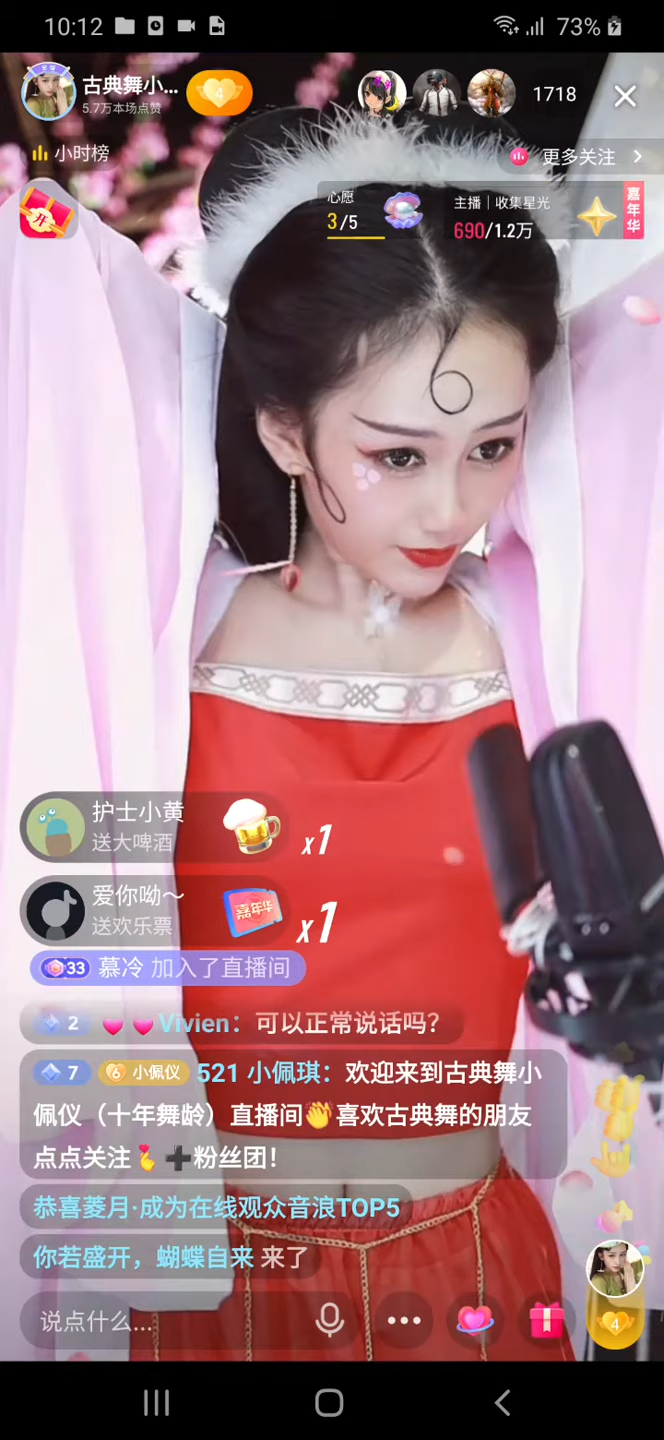 10:12
73%
古典舞小...
5.7万本场点赞
4
1718
小时榜
更多关注
开
心愿
3/5
主播｜收集星光
690/1.2万
嘉年华
护士小黄
送大啤酒
x1
爱你呦～
送欢乐票
嘉年华
x1
33 慕冷 加入了直播间
2 Vivien：可以正常说话吗？
7 6 小佩仪 521 小佩琪：欢迎来到古典舞小
佩仪（十年舞龄）直播间👏喜欢古典舞的朋友
点点关注🫰➕粉丝团！
恭喜菱月·成为在线观众音浪TOP5
你若盛开，蝴蝶自来 来了
说点什么...
4